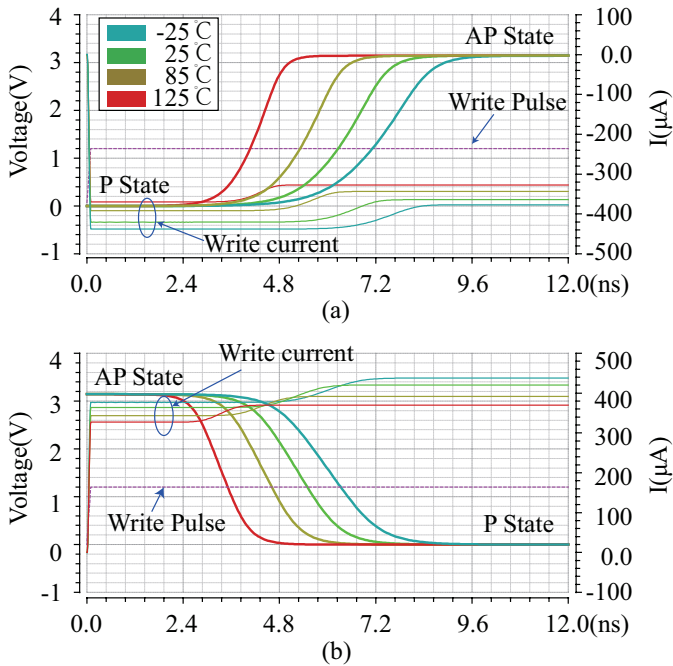 4
3
2
1
0
-1
Voltage(V)
-25℃
25℃
85℃
125℃
AP State
Write Pulse
P State
Write current
100
0.0
-100
-200
-300
-400
-500
I(μA)
0.0 2.4 4.8 7.2 9.6 12.0(ns)
(a)
4
3
2
1
0
-1
Voltage(V)
Write current
AP State
Write Pulse
P State
500
400
300
200
100
0.0
-100
I(μA)
0.0 2.4 4.8 7.2 9.6 12.0(ns)
(b)